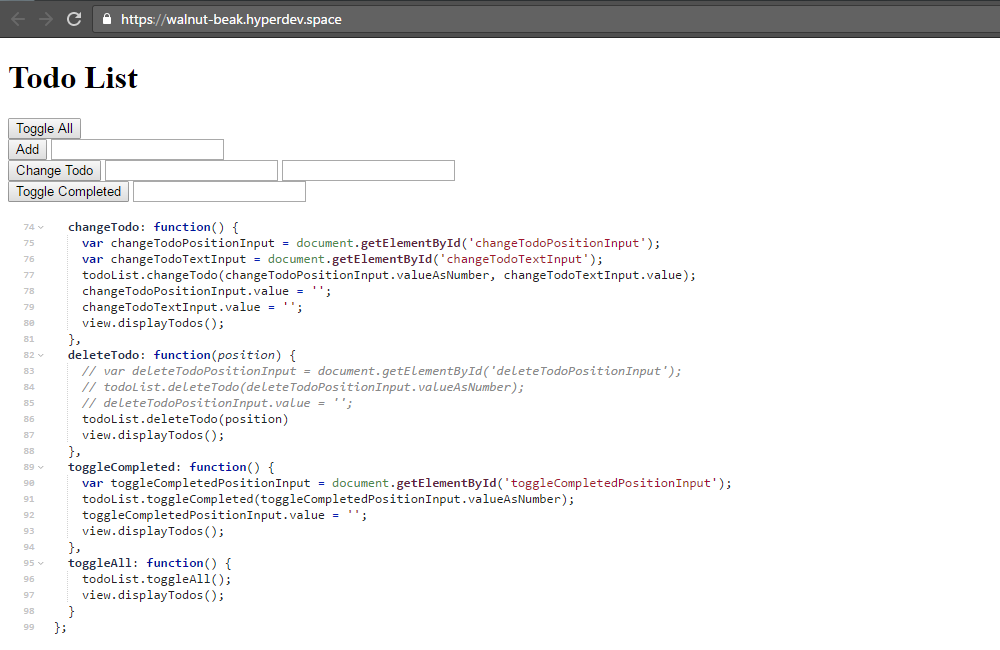 https://walnut-beak.hyperdev.space
Todo List
Toggle All
Add
Change Todo
Toggle Completed
74 changeTodo: function() {
75 var changeTodoPositionInput = document.getElementById('changeTodoPositionInput');
76 var changeTodoTextInput = document.getElementById('changeTodoTextInput');
77 todoList.changeTodo(changeTodoPositionInput.valueAsNumber, changeTodoTextInput.value);
78 changeTodoPositionInput.value = '';
79 changeTodoTextInput.value = '';
80 view.displayTodos();
81 },
82 deleteTodo: function(position) {
83 // var deleteTodoPositionInput = document.getElementById('deleteTodoPositionInput');
84 // todoList.deleteTodo(deleteTodoPositionInput.valueAsNumber);
85 // deleteTodoPositionInput.value = '';
86 todoList.deleteTodo(position)
87 view.displayTodos();
88 },
89 toggleCompleted: function() {
90 var toggleCompletedPositionInput = document.getElementById('toggleCompletedPositionInput');
91 todoList.toggleCompleted(toggleCompletedPositionInput.valueAsNumber);
92 toggleCompletedPositionInput.value = '';
93 view.displayTodos();
94 },
95 toggleAll: function() {
96 todoList.toggleAll();
97 view.displayTodos();
98 }
99 };